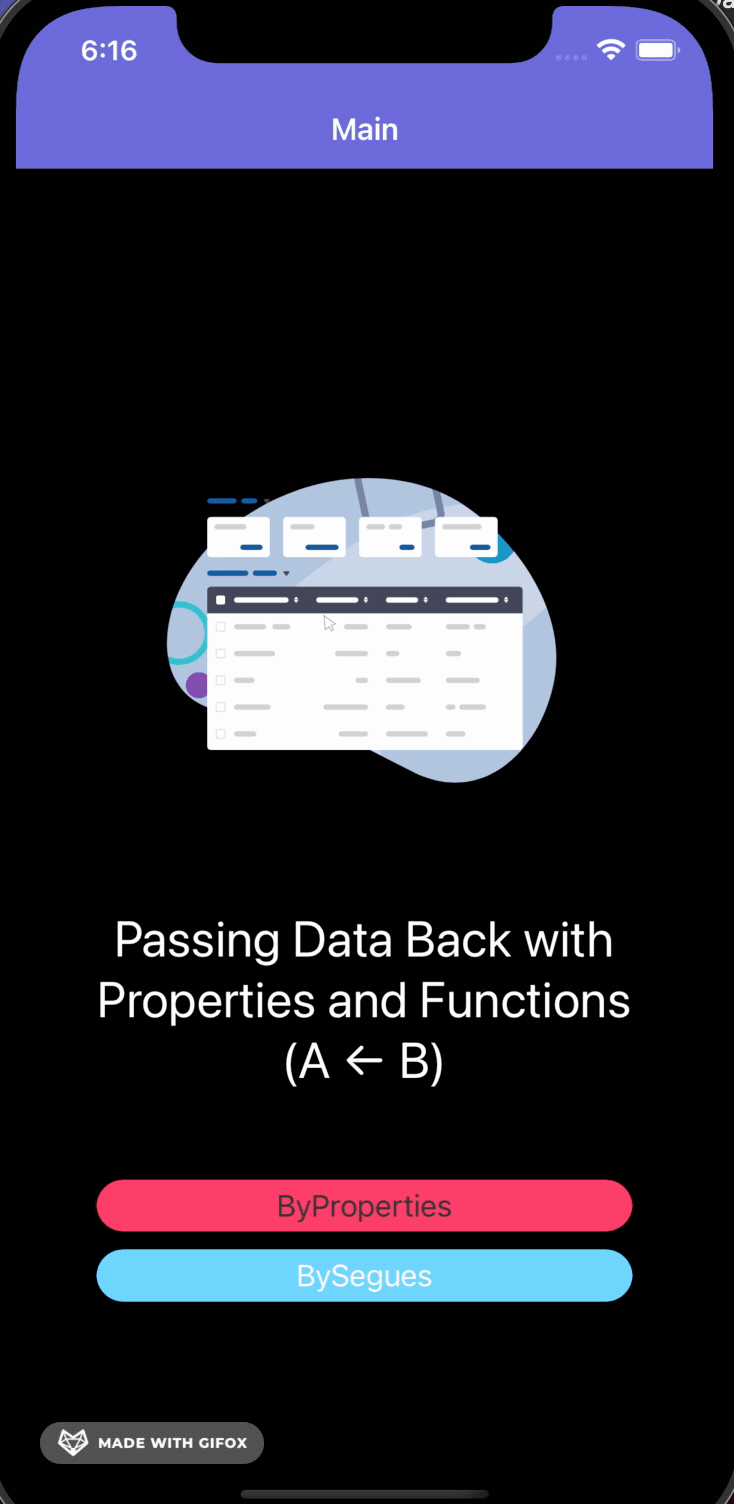 6:16
Main
Passing Data Back with
Properties and Functions
(A ← B)
ByProperties
BySegues
MADE WITH GIFOX